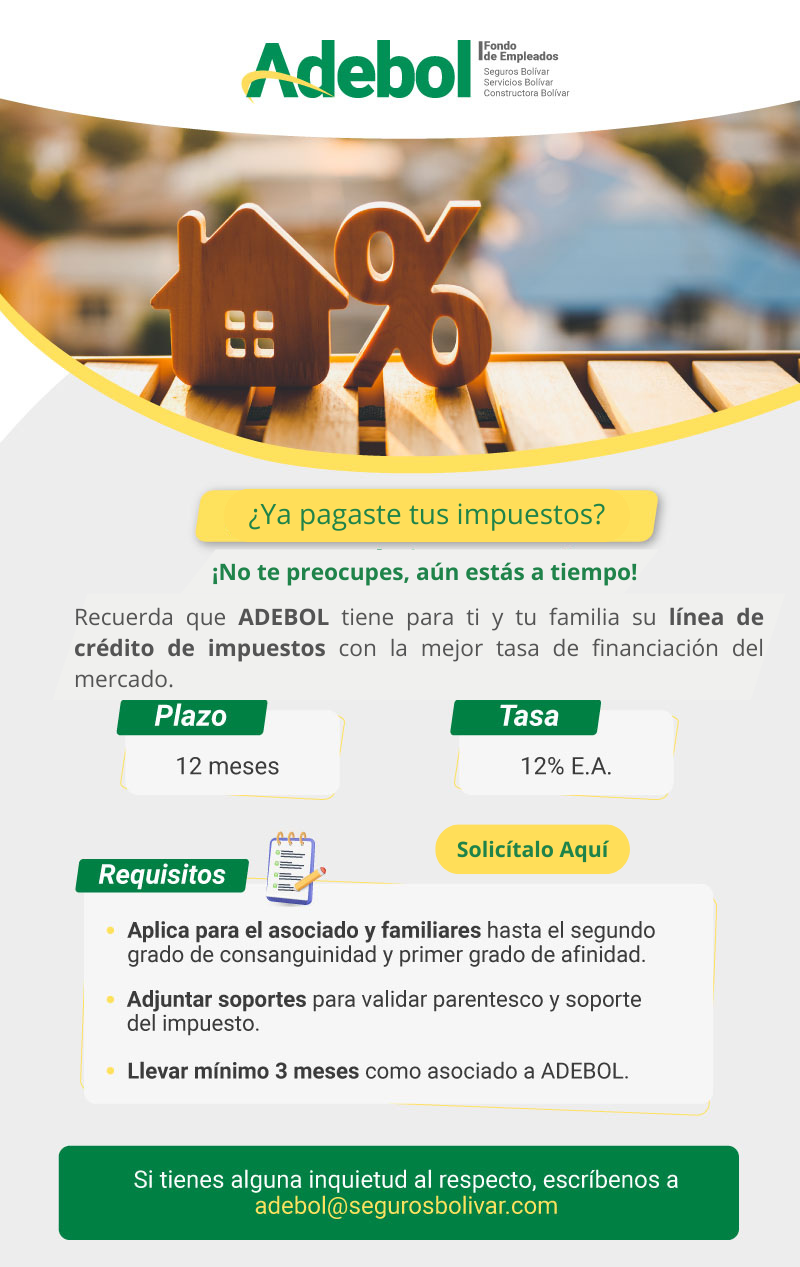 Adebol
Fondo
de Empleados
Seguros Bolívar
Servicios Bolívar
Constructora Bolívar
%
¿Ya pagaste tus impuestos?
¡No te preocupes, aún estás a tiempo!
Recuerda que ADEBOL tiene para ti y tu familia su línea de
crédito de impuestos con la mejor tasa de financiación del
mercado.
Plazo
12 meses
Tasa
12% E.A.
Solicítalo Aquí
Requisitos
Aplica para el asociado y familiares hasta el segundo
grado de consanguinidad y primer grado de afinidad.
Adjuntar soportes para validar parentesco y soporte
del impuesto.
Llevar mínimo 3 meses como asociado a ADEBOL.
Si tienes alguna inquietud al respecto, escríbenos a
adebol@segurosbolivar.com